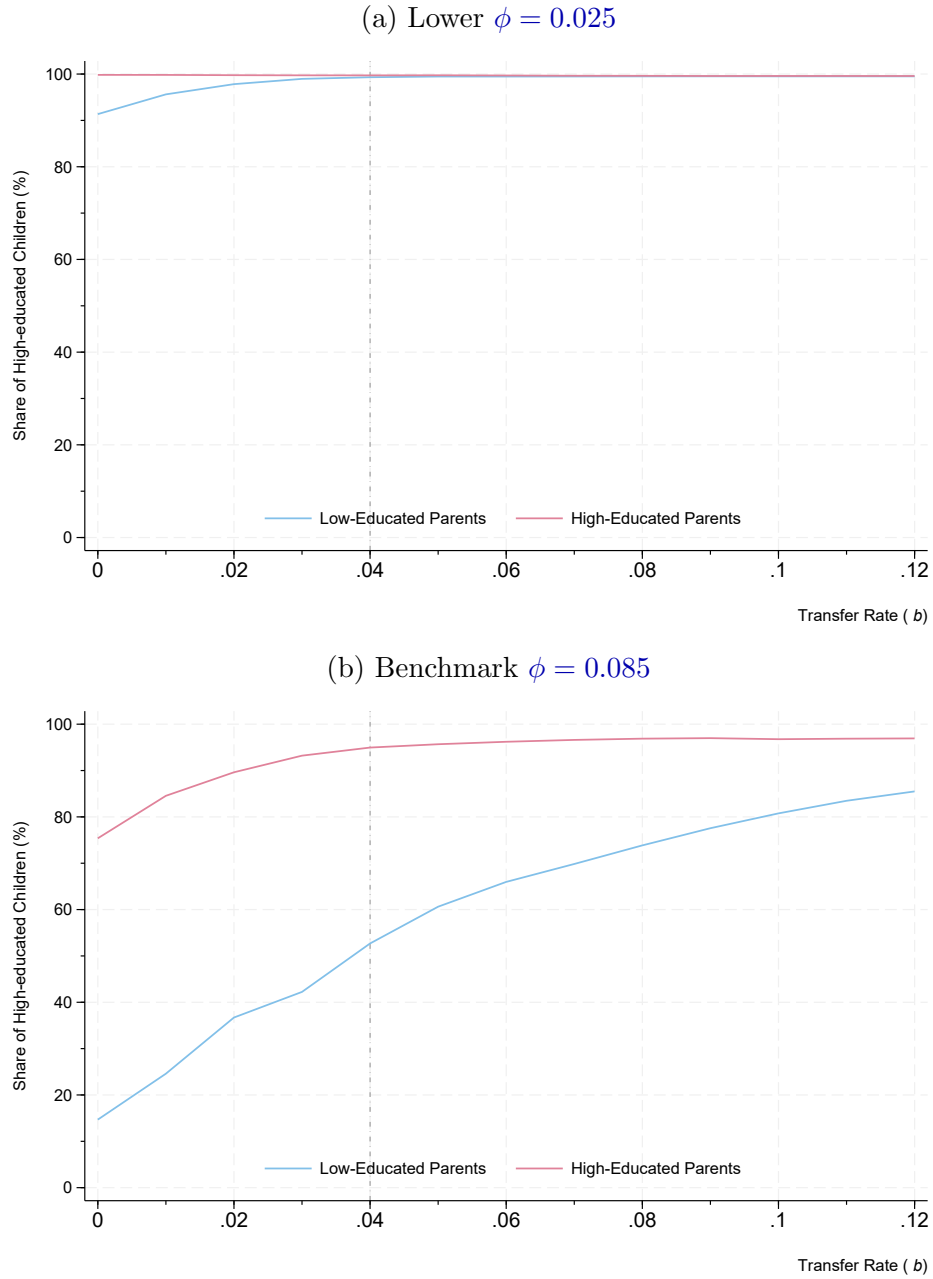 (a) Lower ϕ = 0.025
100
80
60
40
20
0
Share of High-educated Children (%)
Low-Educated Parents
High-Educated Parents
0 .02 .04 .06 .08 .1 .12
Transfer Rate ( b)
(b) Benchmark ϕ = 0.085
100
80
60
40
20
0
Share of High-educated Children (%)
Low-Educated Parents
High-Educated Parents
0 .02 .04 .06 .08 .1 .12
Transfer Rate ( b)